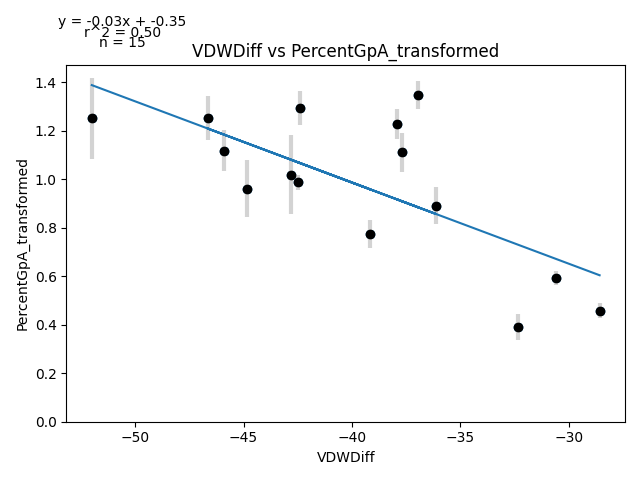 y = -0.03x + -0.35
r^2 = 0.50
n = 15
VDWDiff vs PercentGpA_transformed
1.4
1.2
1.0
0.8
0.6
0.4
0.2
0.0
PercentGpA_transformed
−50
−45
−40
−35
−30
VDWDiff